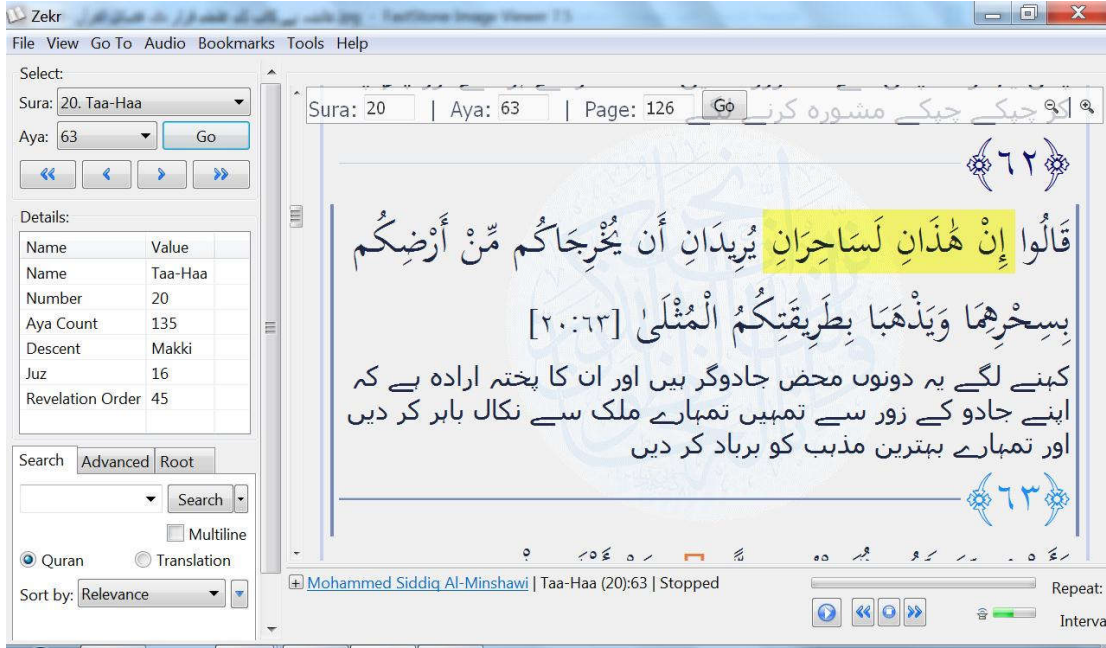 Zekr
FastStone Image Viewer 7.5
File View Go To Audio Bookmarks Tools Help
Select:
Sura: 20. Taa-Haa
Aya: 63 Go
Details:
Name Value
Name Taa-Haa
Number 20
Aya Count 135
Descent Makki
Juz 16
Revelation Order 45
Search Advanced Root
Search
Multiline
Quran Translation
Sort by: Relevance
Sura: 20 | Aya: 63 | Page: 126 Go
کو چپکے چپکے مشورہ کرنے لگے
﴿٦٢﴾
قَالُوا إِنْ هَٰذَانِ لَسَاحِرَانِ يُرِيدَانِ أَن يُخْرِجَاكُم مِّنْ أَرْضِكُم
بِسِحْرِهِمَا وَيَذْهَبَا بِطَرِيقَتِكُمُ الْمُثْلَىٰ [٢٠:٦٣]
کہنے لگے یہ دونوں محض جادوگر ہیں اور ان کا پختہ ارادہ ہے کہ
اپنے جادو کے زور سے تمہیں تمہارے ملک سے نکال باہر کر دیں
اور تمہارے بہترین مذہب کو برباد کر دیں
﴿٦٣﴾
Mohammed Siddiq Al-Minshawi | Taa-Haa (20):63 | Stopped
Repeat:
Interva